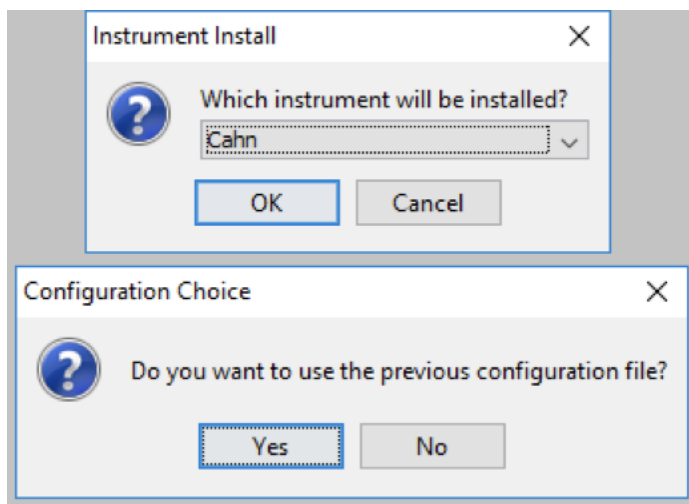 Instrument Install
Which instrument will be installed?
Cahn
OK Cancel
Configuration Choice
Do you want to use the previous configuration file?
Yes No